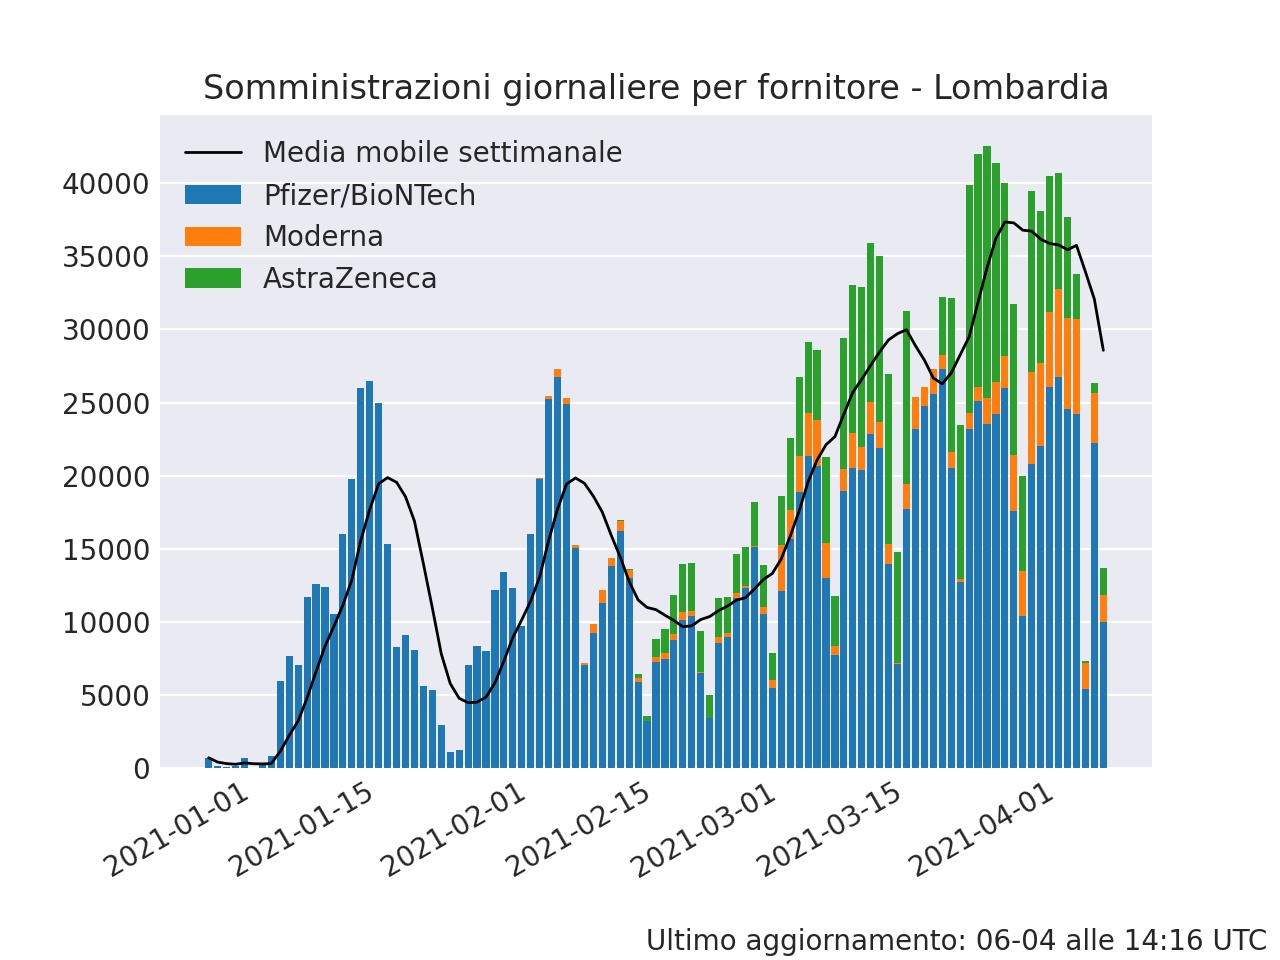 Somministrazioni giornaliere per fornitore - Lombardia
Media mobile settimanale
Pfizer/BioNTech
Moderna
AstraZeneca
40000
35000
30000
25000
20000
15000
10000
5000
0
2021-01-01
2021-01-15
2021-02-01
2021-02-15
2021-03-01
2021-03-15
2021-04-01
Ultimo aggiornamento: 06-04 alle 14:16 UTC